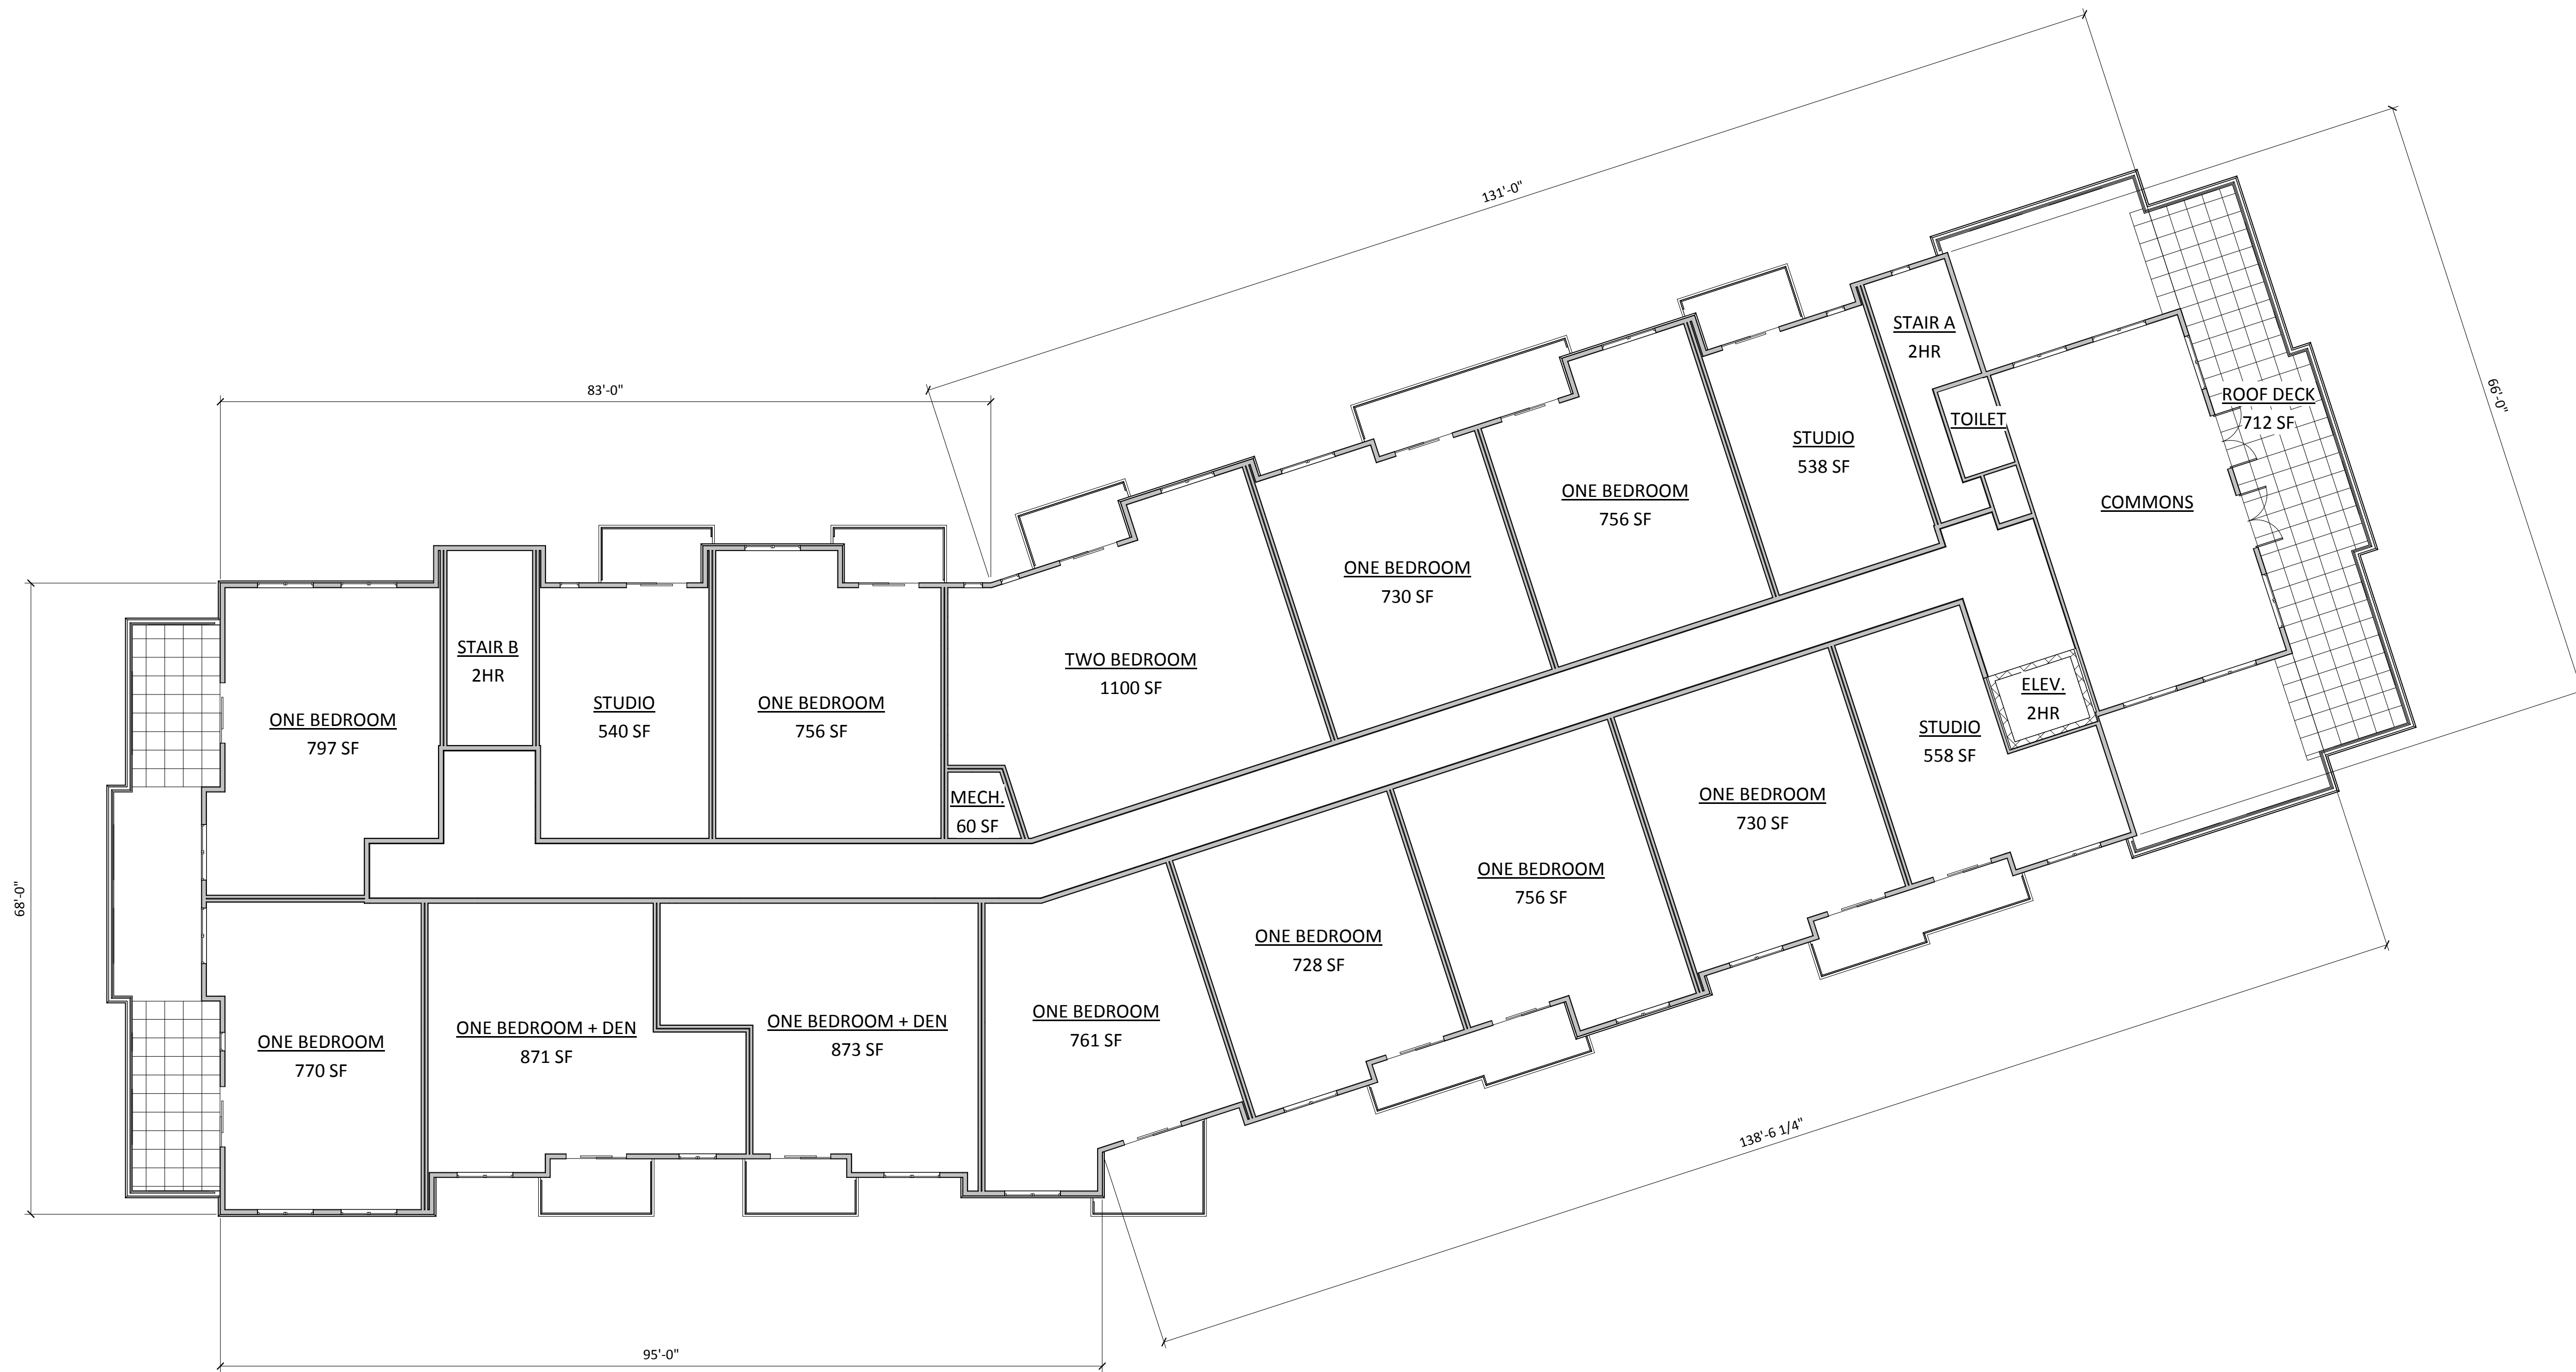 131'-0"
66'-0"
83'-0"
STAIR A
2HR
ROOF DECK
712 SF
TOILET
STUDIO
538 SF
COMMONS
ONE BEDROOM
756 SF
ONE BEDROOM
730 SF
TWO BEDROOM
1100 SF
STAIR B
2HR
ONE BEDROOM
797 SF
STUDIO
540 SF
ONE BEDROOM
756 SF
MECH.
60 SF
ELEV.
2HR
STUDIO
558 SF
ONE BEDROOM
730 SF
ONE BEDROOM
756 SF
ONE BEDROOM
728 SF
68'-0"
ONE BEDROOM
770 SF
ONE BEDROOM + DEN
871 SF
ONE BEDROOM + DEN
873 SF
ONE BEDROOM
761 SF
138'-6 1/4"
95'-0"